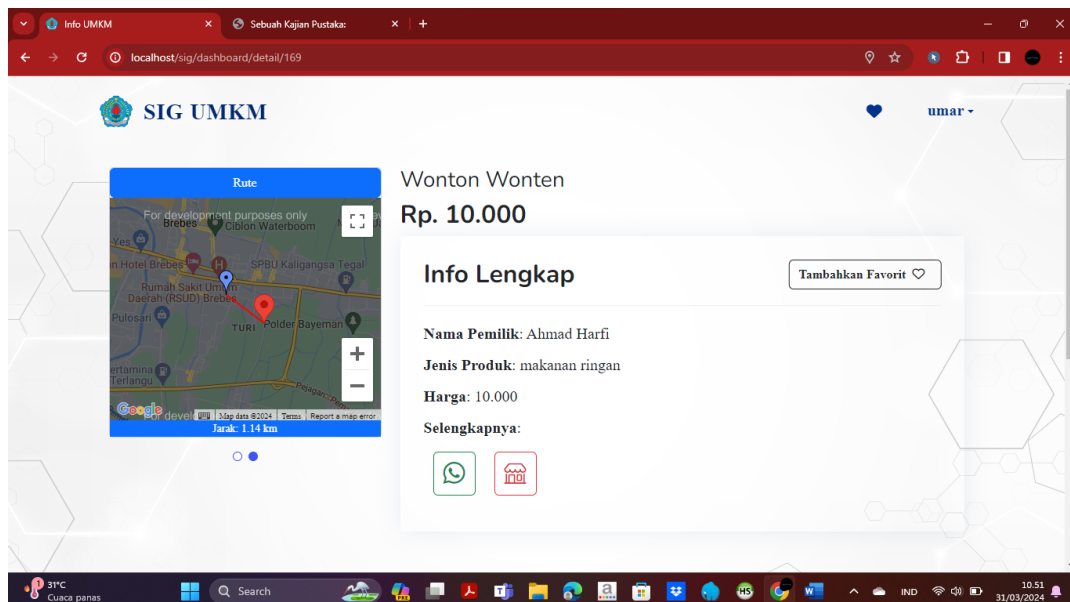 Info UMKM
Sebuah Kajian Pustaka:
localhost/sig/dashboard/detail/169
SIG UMKM
umar
Rute
For development purposes only
Brebes
Ciblon Waterboom
Yes
n Hotel Brebes
SPBU Kaligangsa Tegal
Rumah Sakit Umum
Daerah (RSUD) Brebes
Pulosari
TURI
Polder Bayeman
ertamina
Terlangu
Pejagan
Google
Map data ©2024
Terms
Report a map error
Jarak: 1.14 km
Wonton Wonten
Rp. 10.000
Info Lengkap
Tambahkan Favorit
Nama Pemilik: Ahmad Harfi
Jenis Produk: makanan ringan
Harga: 10.000
Selengkapnya:
1
31°C
Cuaca panas
Search
IND
10.51
31/03/2024